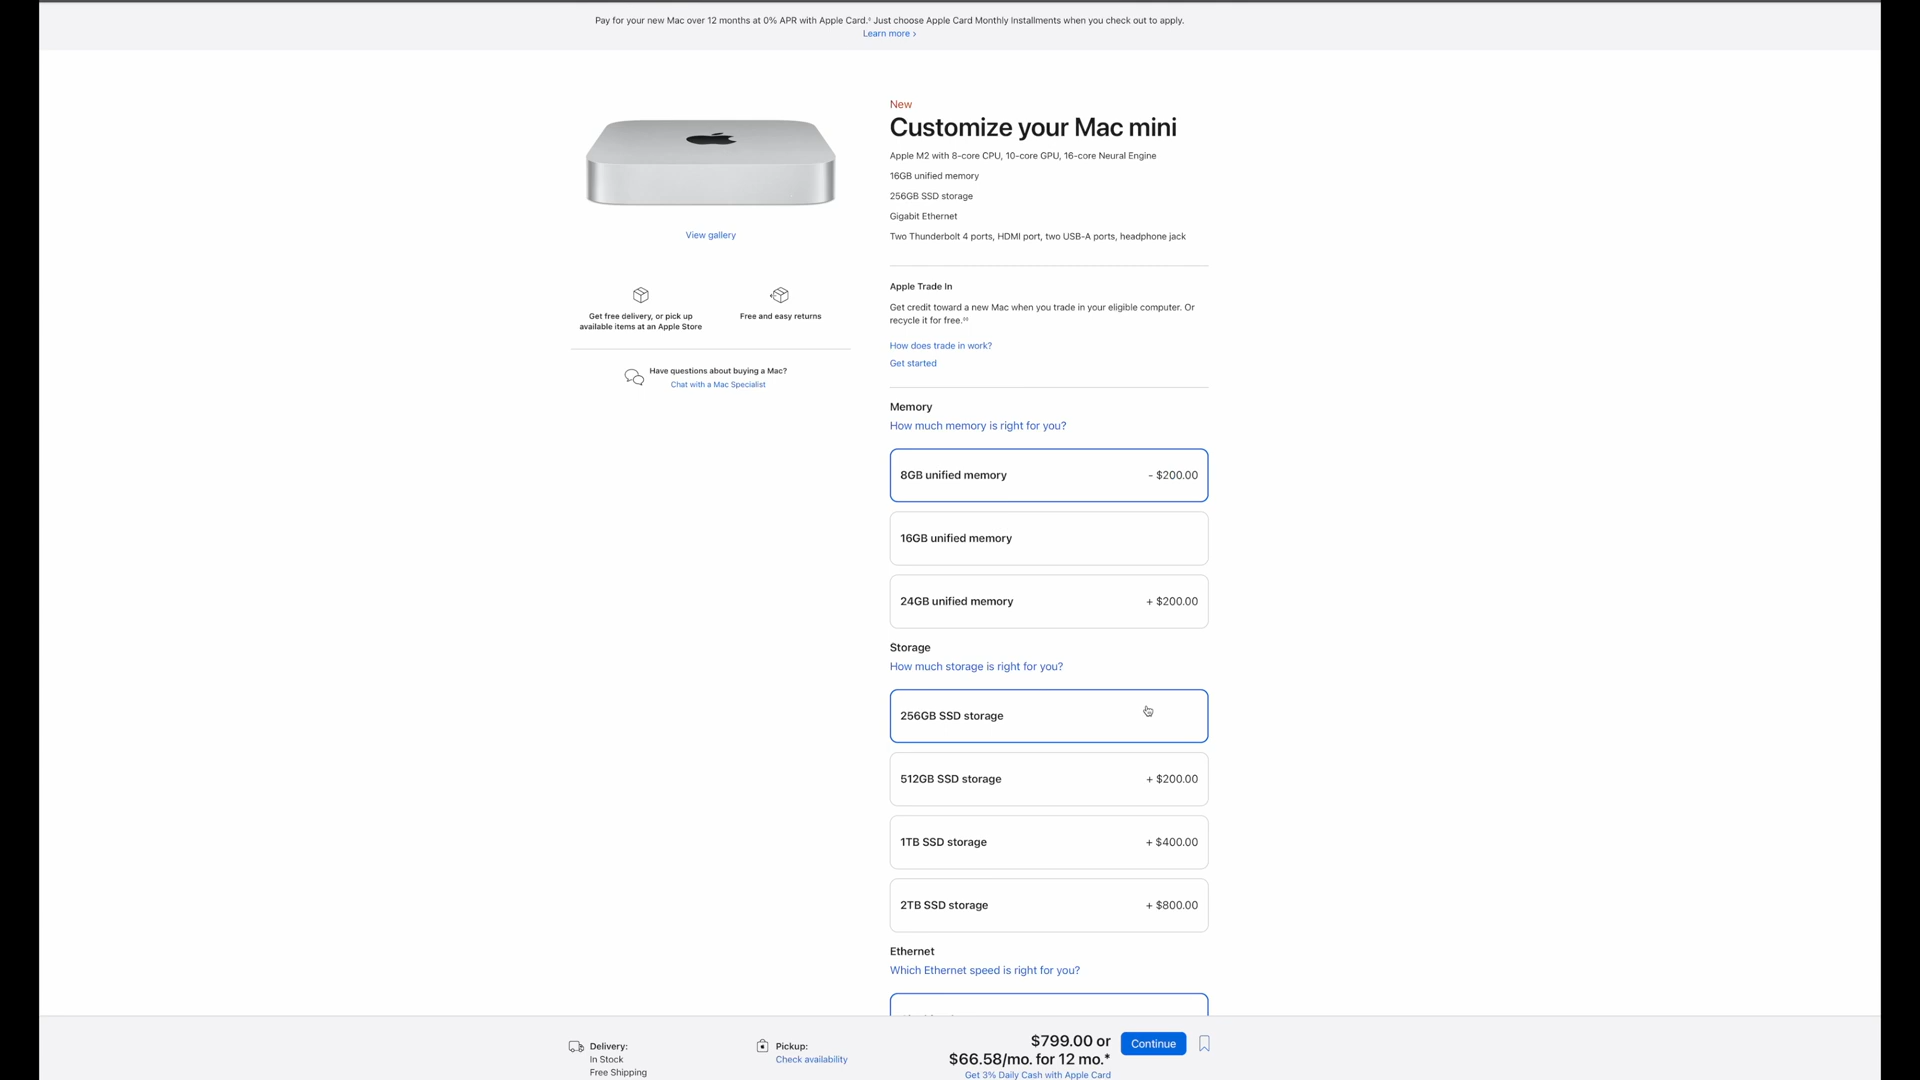 Pay for your new Mac over 12 months at 0% APR with Apple Card.◊ Just choose Apple Card Monthly Installments when you check out to apply.
Learn more ›
New
Customize your Mac mini
Apple M2 with 8-core CPU, 10-core GPU, 16-core Neural Engine
16GB unified memory
256GB SSD storage
Gigabit Ethernet
Two Thunderbolt 4 ports, HDMI port, two USB-A ports, headphone jack
View gallery
Get free delivery, or pick up
available items at an Apple Store
Free and easy returns
Have questions about buying a Mac?
Chat with a Mac Specialist
Apple Trade In
Get credit toward a new Mac when you trade in your eligible computer. Or
recycle it for free.◊◊
How does trade in work?
Get started
Memory
How much memory is right for you?
8GB unified memory - $200.00
16GB unified memory
24GB unified memory + $200.00
Storage
How much storage is right for you?
256GB SSD storage
512GB SSD storage + $200.00
1TB SSD storage + $400.00
2TB SSD storage + $800.00
Ethernet
Which Ethernet speed is right for you?
Delivery:
In Stock
Free Shipping
Pickup:
Check availability
$799.00 or
$66.58/mo. for 12 mo.*
Get 3% Daily Cash with Apple Card
Continue